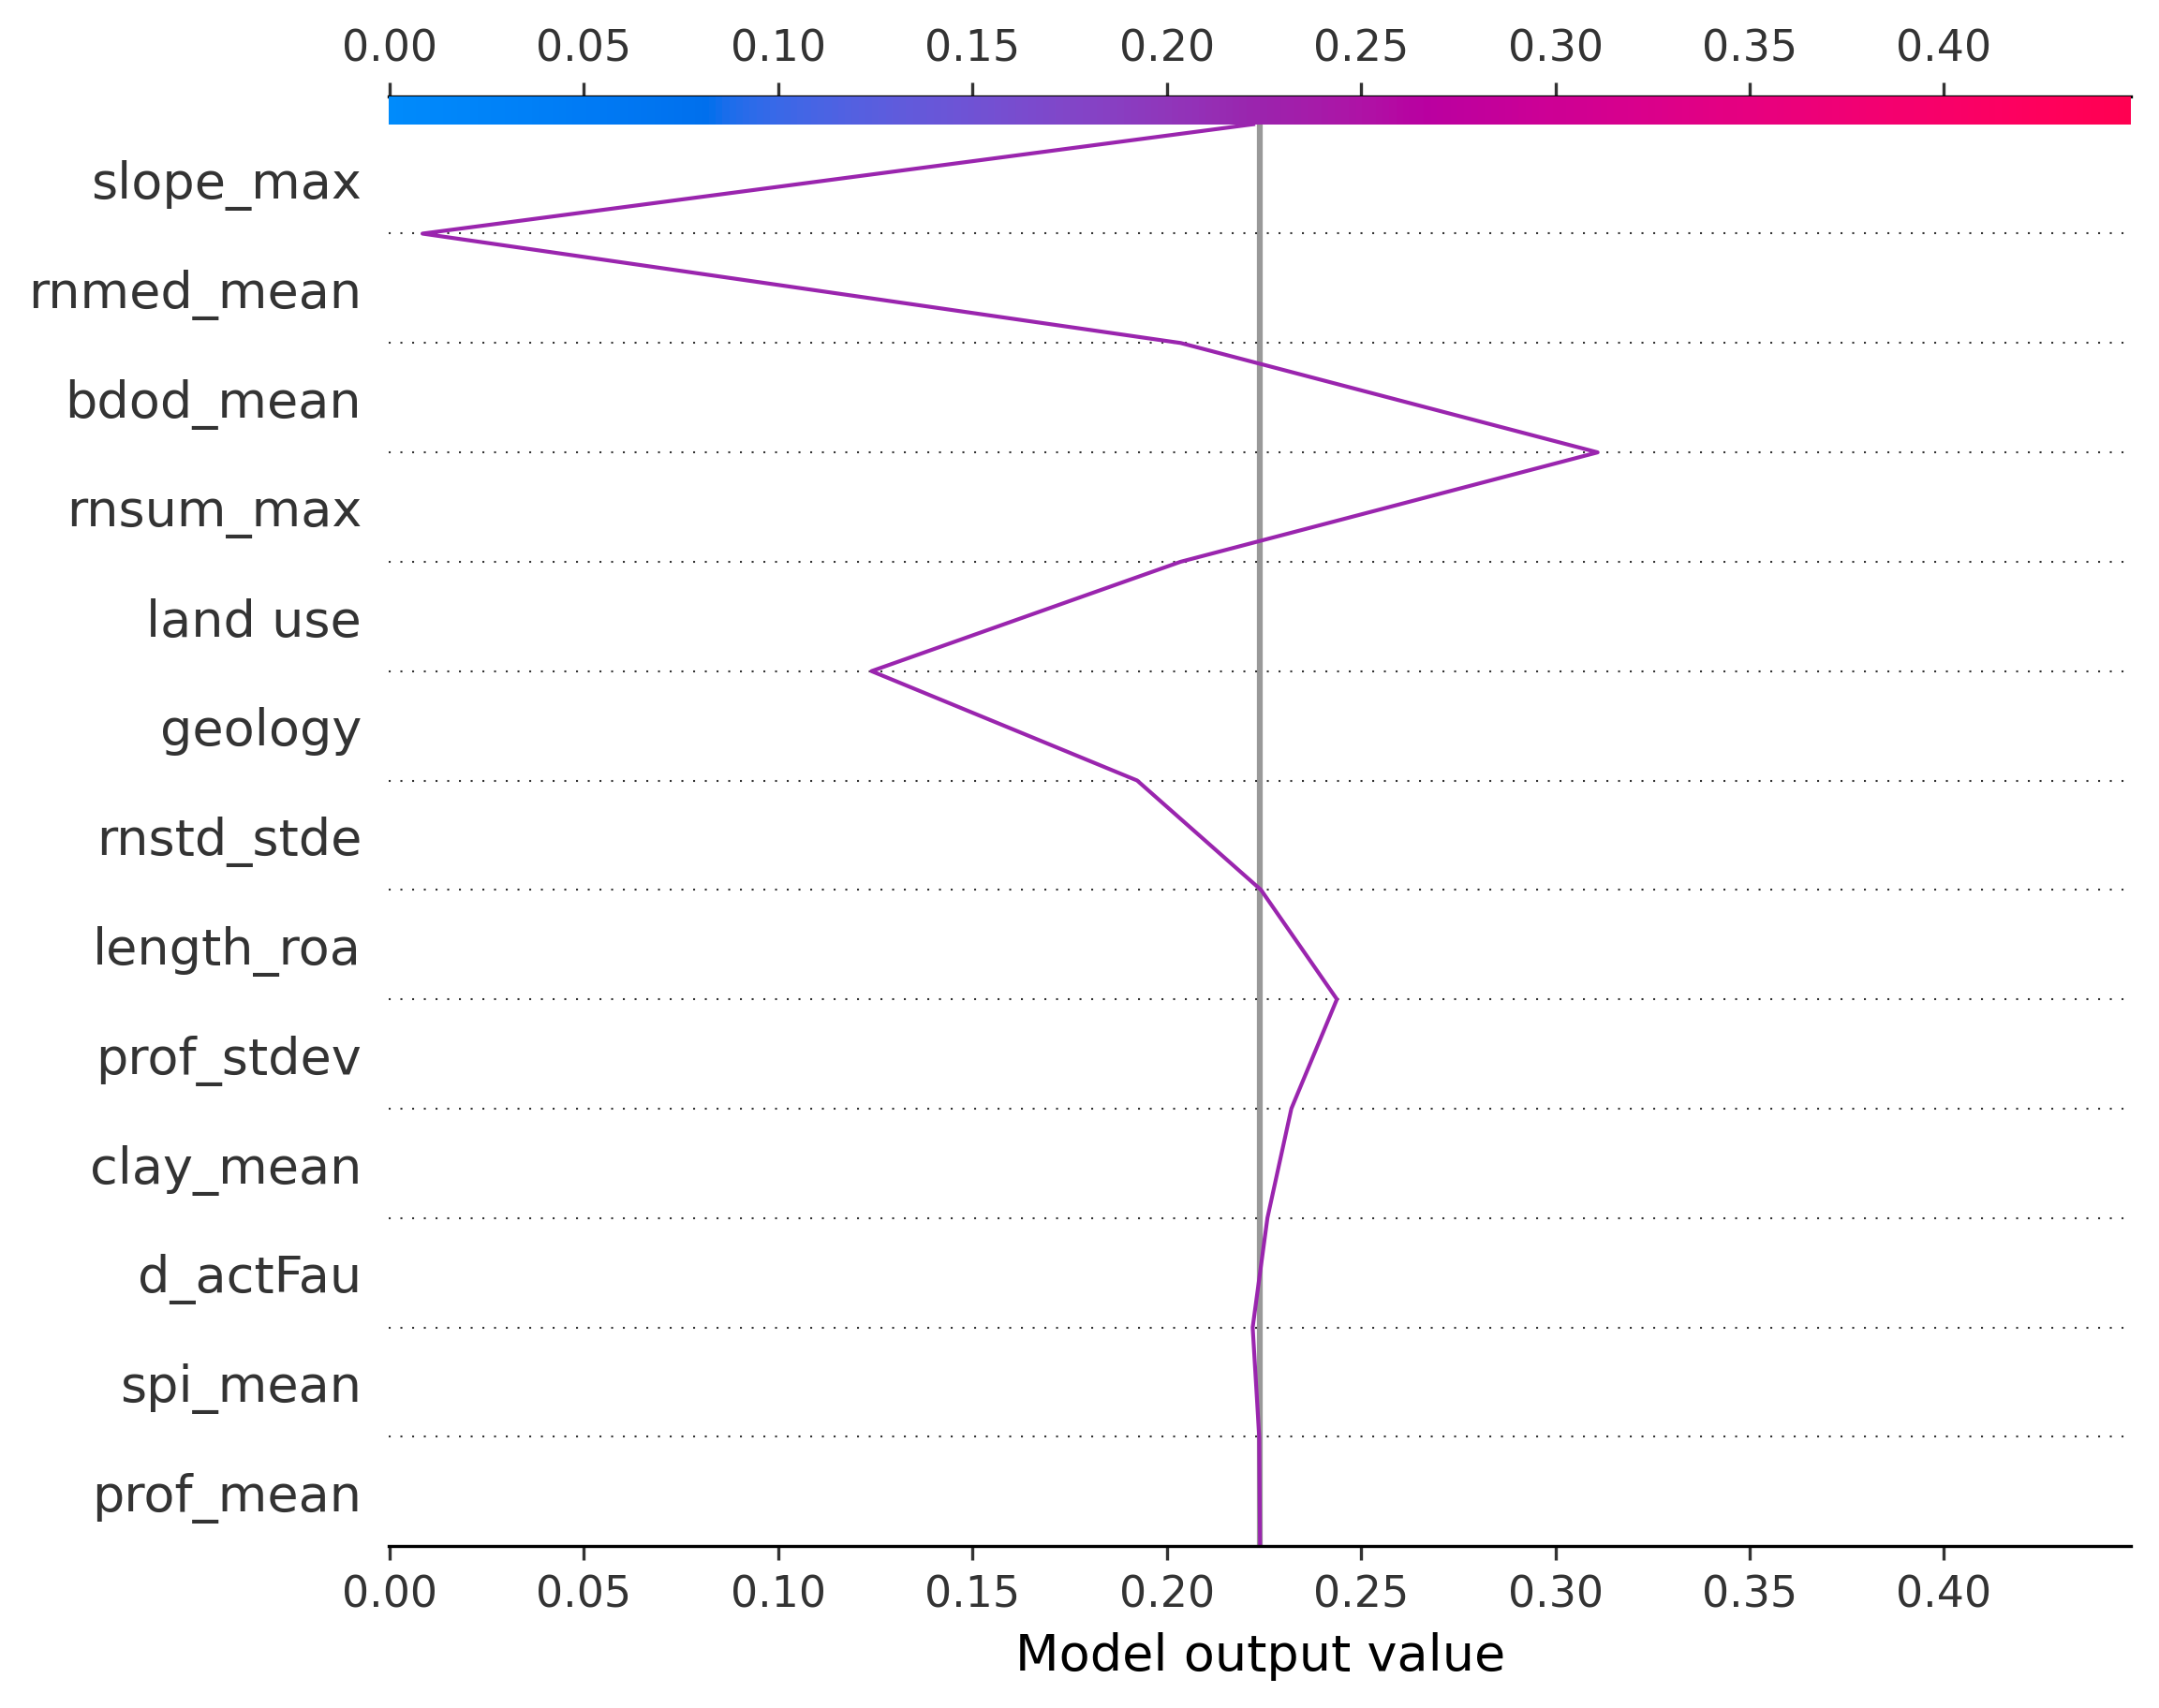 0.00 0.05 0.10 0.15 0.20 0.25 0.30 0.35 0.40
slope_max
rnmed_mean
bdod_mean
rnsum_max
land use
geology
rnstd_stde
length_roa
prof_stdev
clay_mean
d_actFau
spi_mean
prof_mean
0.00 0.05 0.10 0.15 0.20 0.25 0.30 0.35 0.40
Model output value